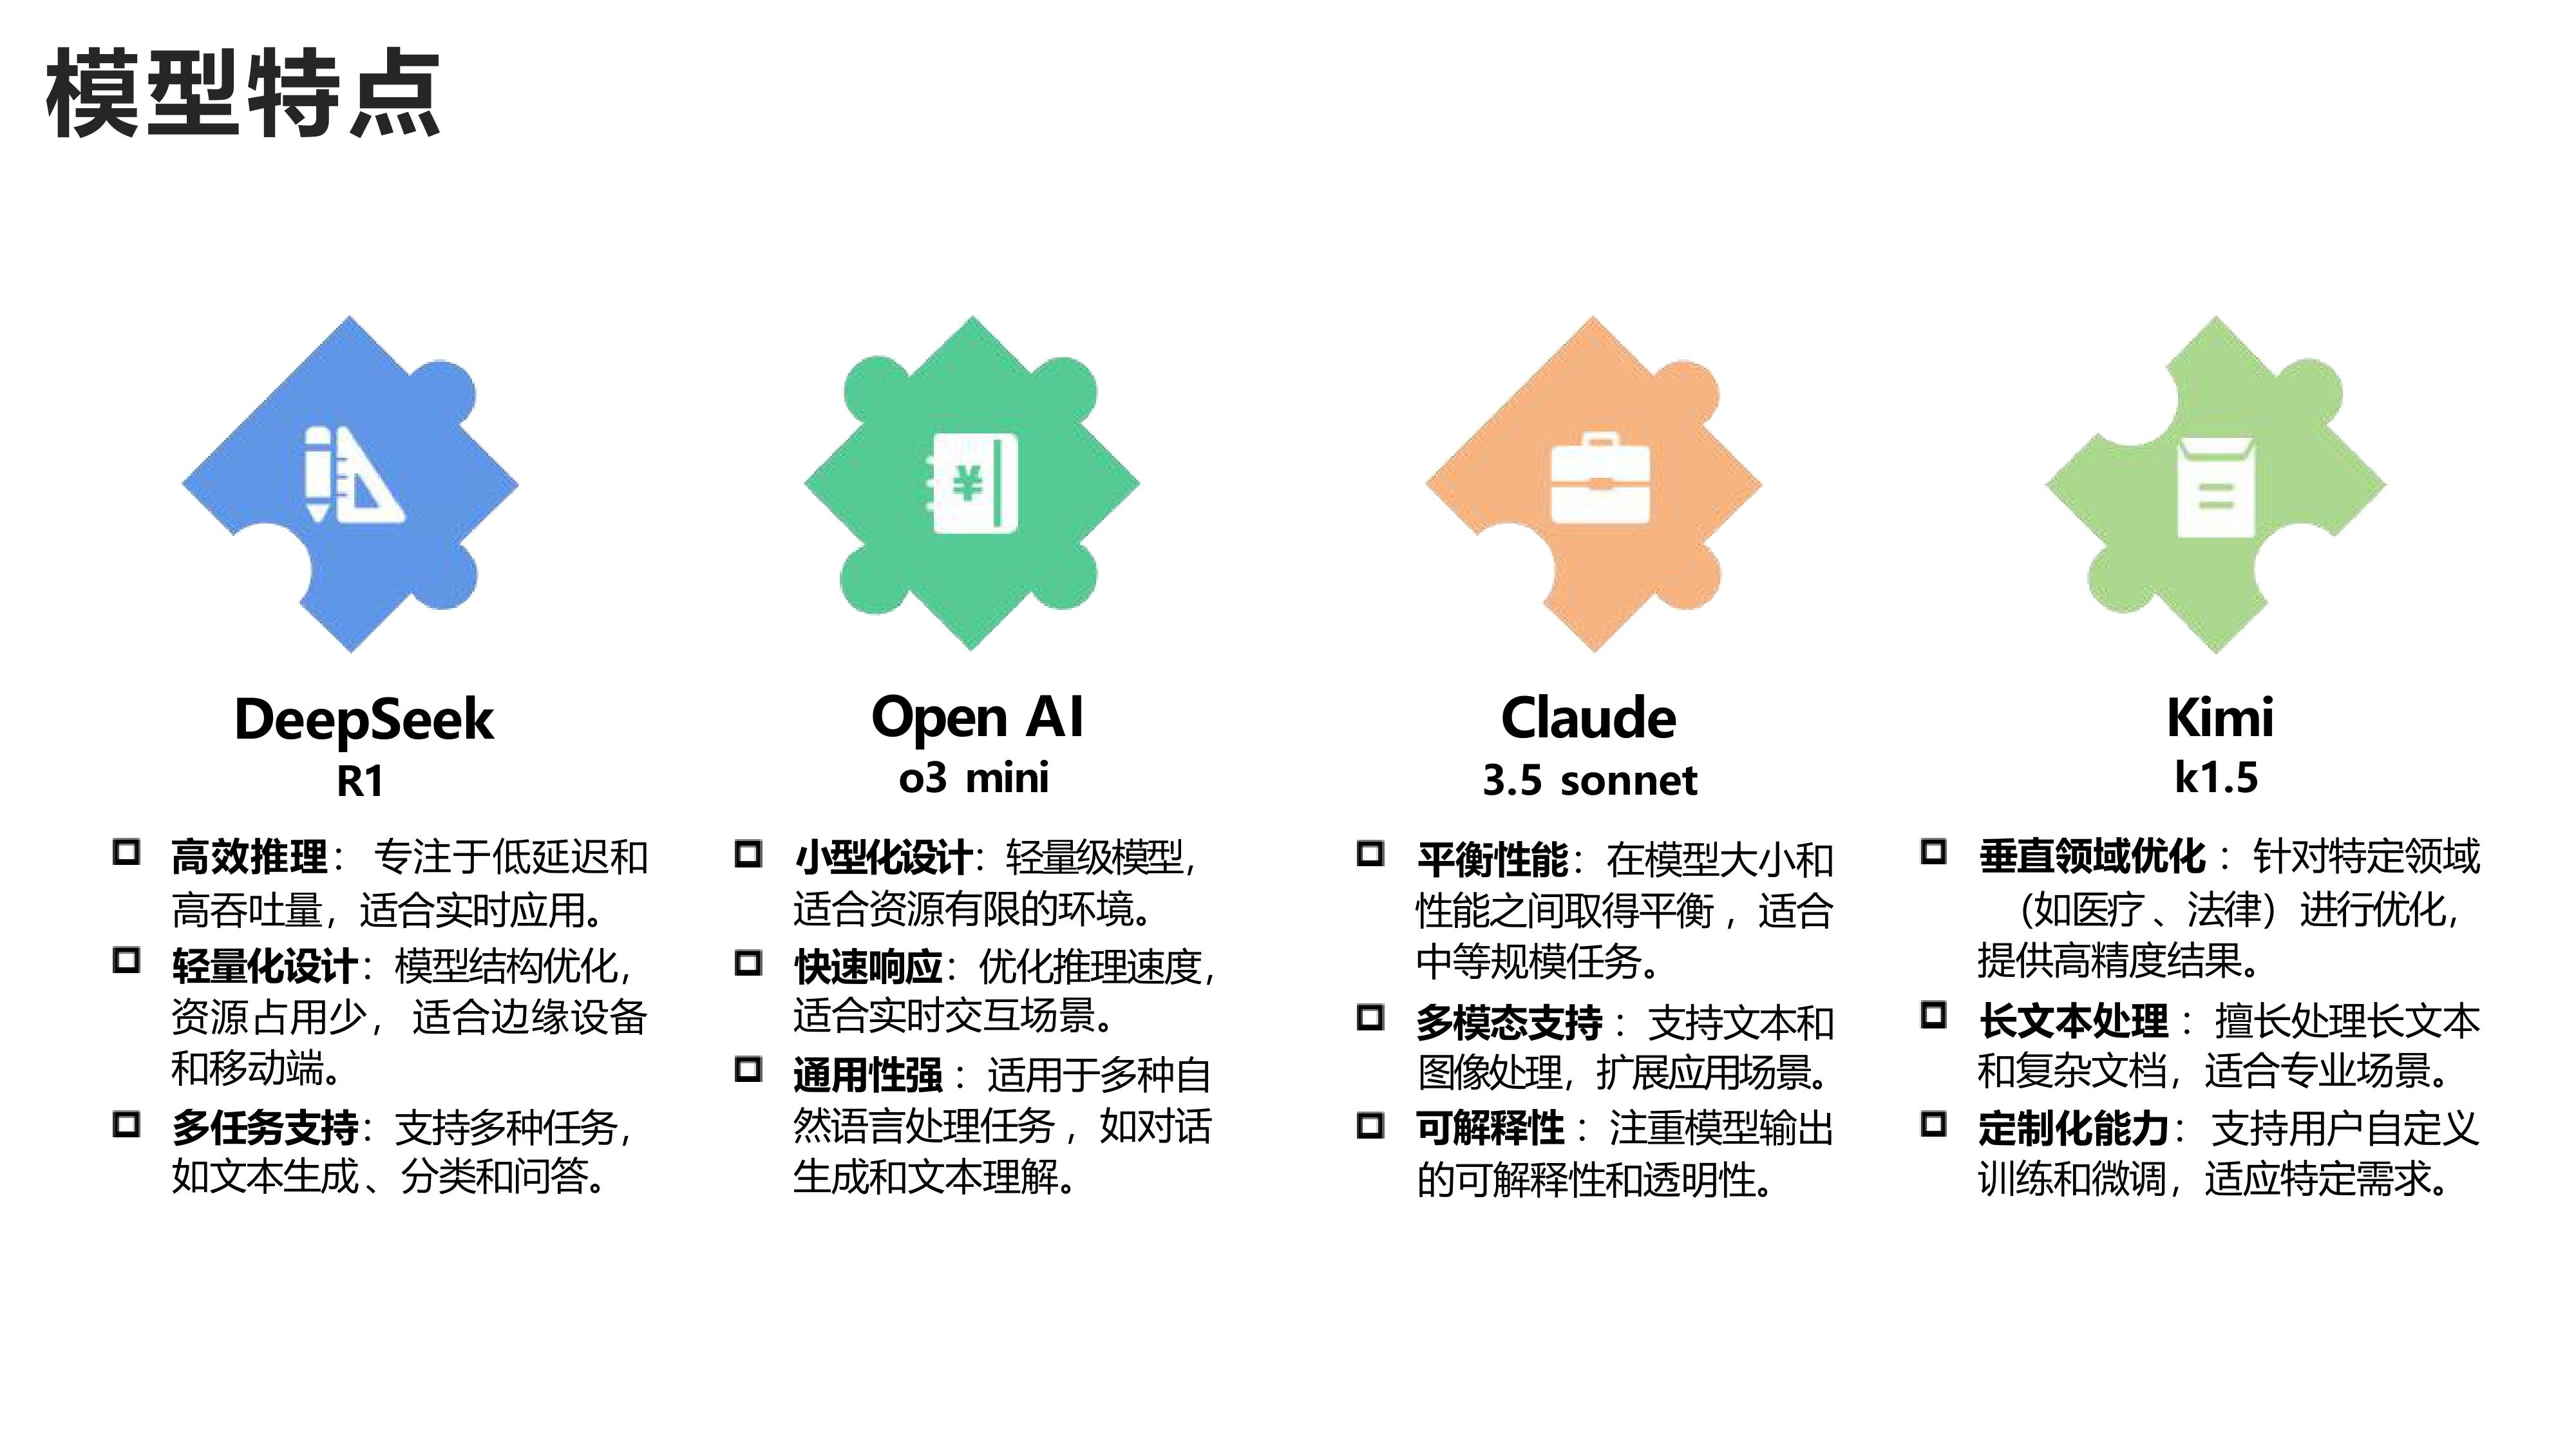 模型特点
¥
DeepSeek
R1
高效推理：专注于低延迟和
高吞吐量，适合实时应用。
轻量化设计：模型结构优化，
资源占用少，适合边缘设备
和移动端。
多任务支持：支持多种任务，
如文本生成、分类和问答。
Open AI
o3 mini
小型化设计：轻量级模型，
适合资源有限的环境。
快速响应：优化推理速度，
适合实时交互场景。
通用性强：适用于多种自
然语言处理任务，如对话
生成和文本理解。
Claude
3.5 sonnet
平衡性能：在模型大小和
性能之间取得平衡，适合
中等规模任务。
多模态支持：支持文本和
图像处理，扩展应用场景。
可解释性：注重模型输出
的可解释性和透明性。
Kimi
k1.5
垂直领域优化：针对特定领域
（如医疗、法律）进行优化，
提供高精度结果。
长文本处理：擅长处理长文本
和复杂文档，适合专业场景。
定制化能力：支持用户自定义
训练和微调，适应特定需求。